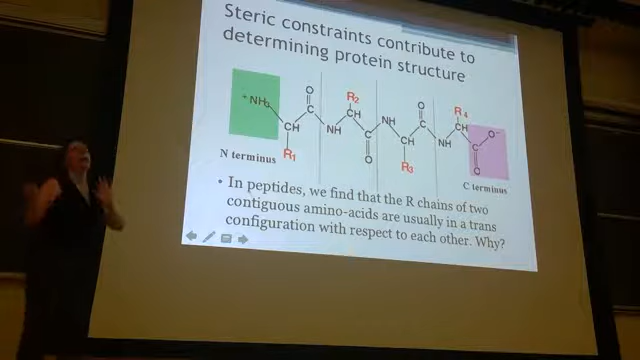 Steric constraints contribute to
determining protein structure
+NH₃
CH
R1
O
C
NH
R2
CH
C
O
NH
CH
R3
O
C
NH
R4
CH
C
O⁻
O
N terminus
C terminus
• In peptides, we find that the R chains of two
contiguous amino-acids are usually in a trans
configuration with respect to each other. Why?